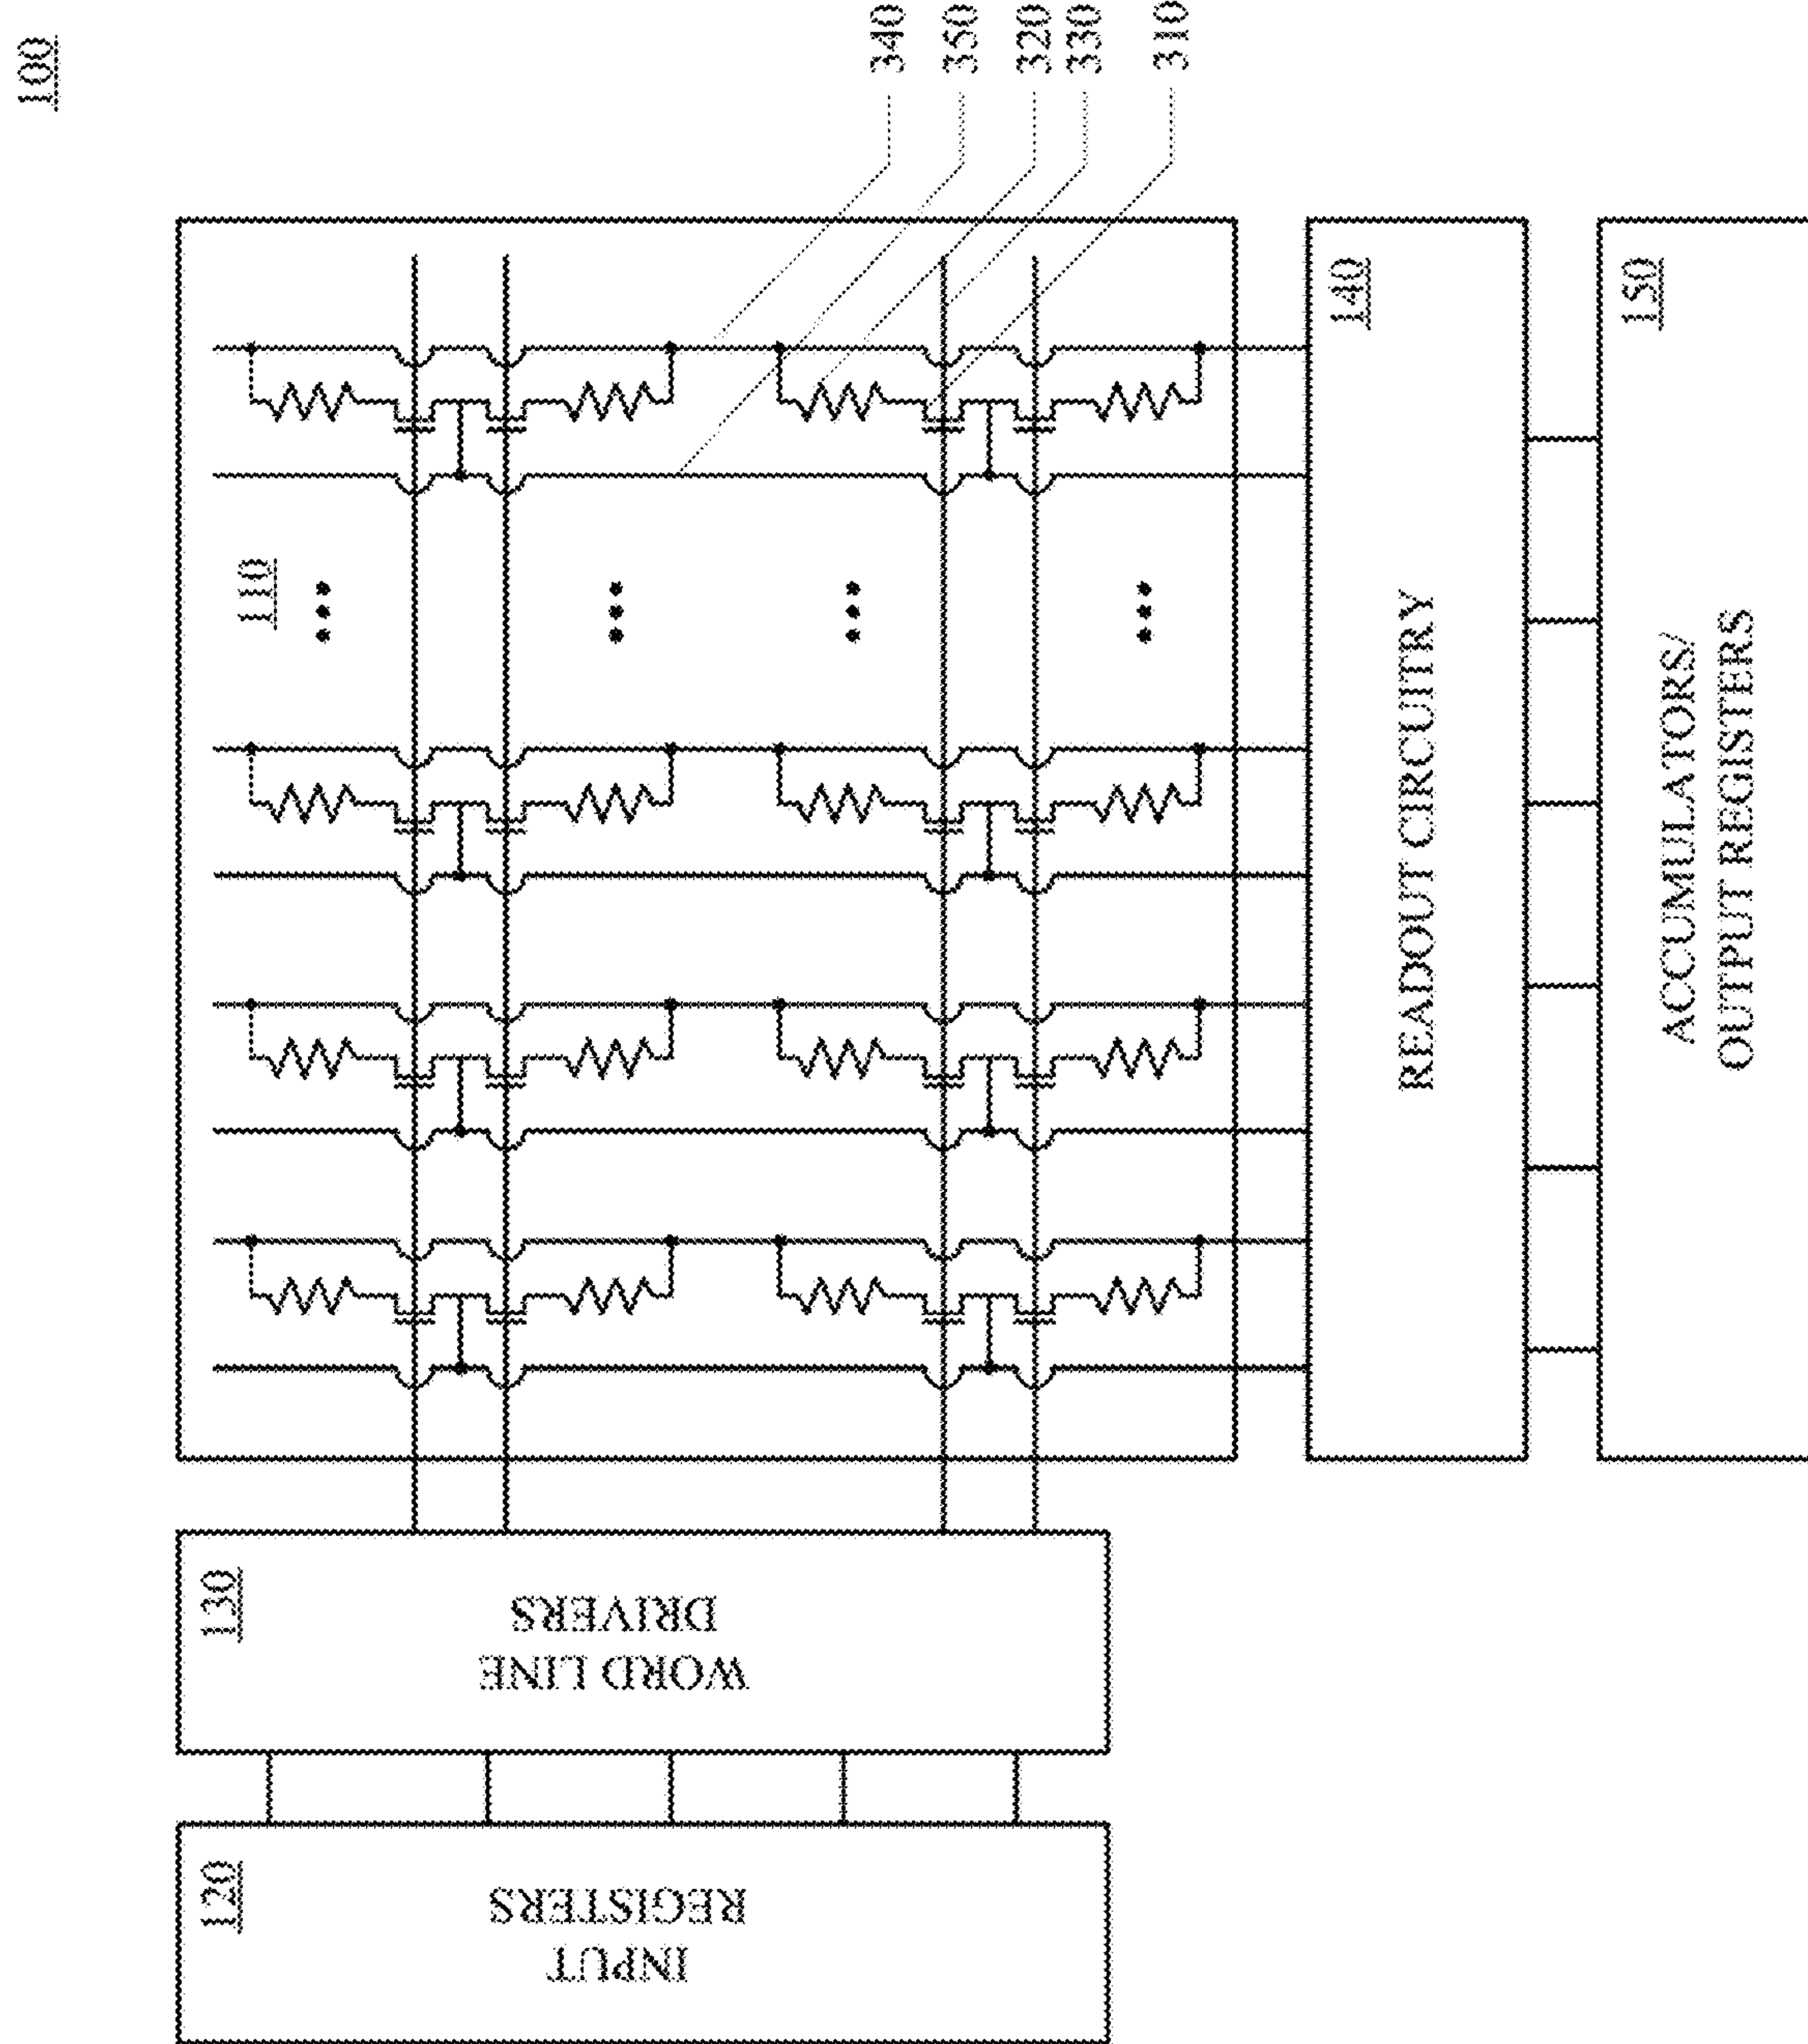 100
110
340
350
320
330
310
140
READOUT CIRCUITRY
150
ACCUMULATORS/
OUTPUT REGISTERS
130
WORD LINE
DRIVERS
120
INPUT
REGISTERS